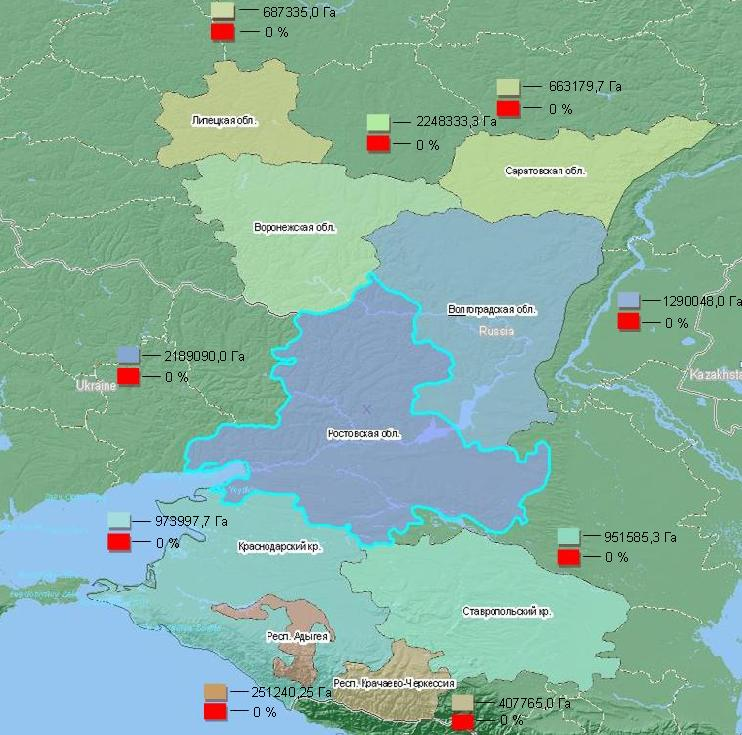 687335,0 Га
0 %
663179,7 Га
0 %
Липецкая обл.
2248333,3 Га
0 %
Саратовская обл.
Воронежская обл.
Волгоградская обл.
1290048,0 Га
0 %
Russia
2189090,0 Га
0 %
Ukraine
Kazakhsta
Ростовская обл.
973997,7 Га
0 %
Краснодарский кр.
951585,3 Га
0 %
Ставропольский кр.
Респ. Адыгея
Респ. Крачаево-Черкессия
251240,25 Га
0 %
407765,0 Га
0 %